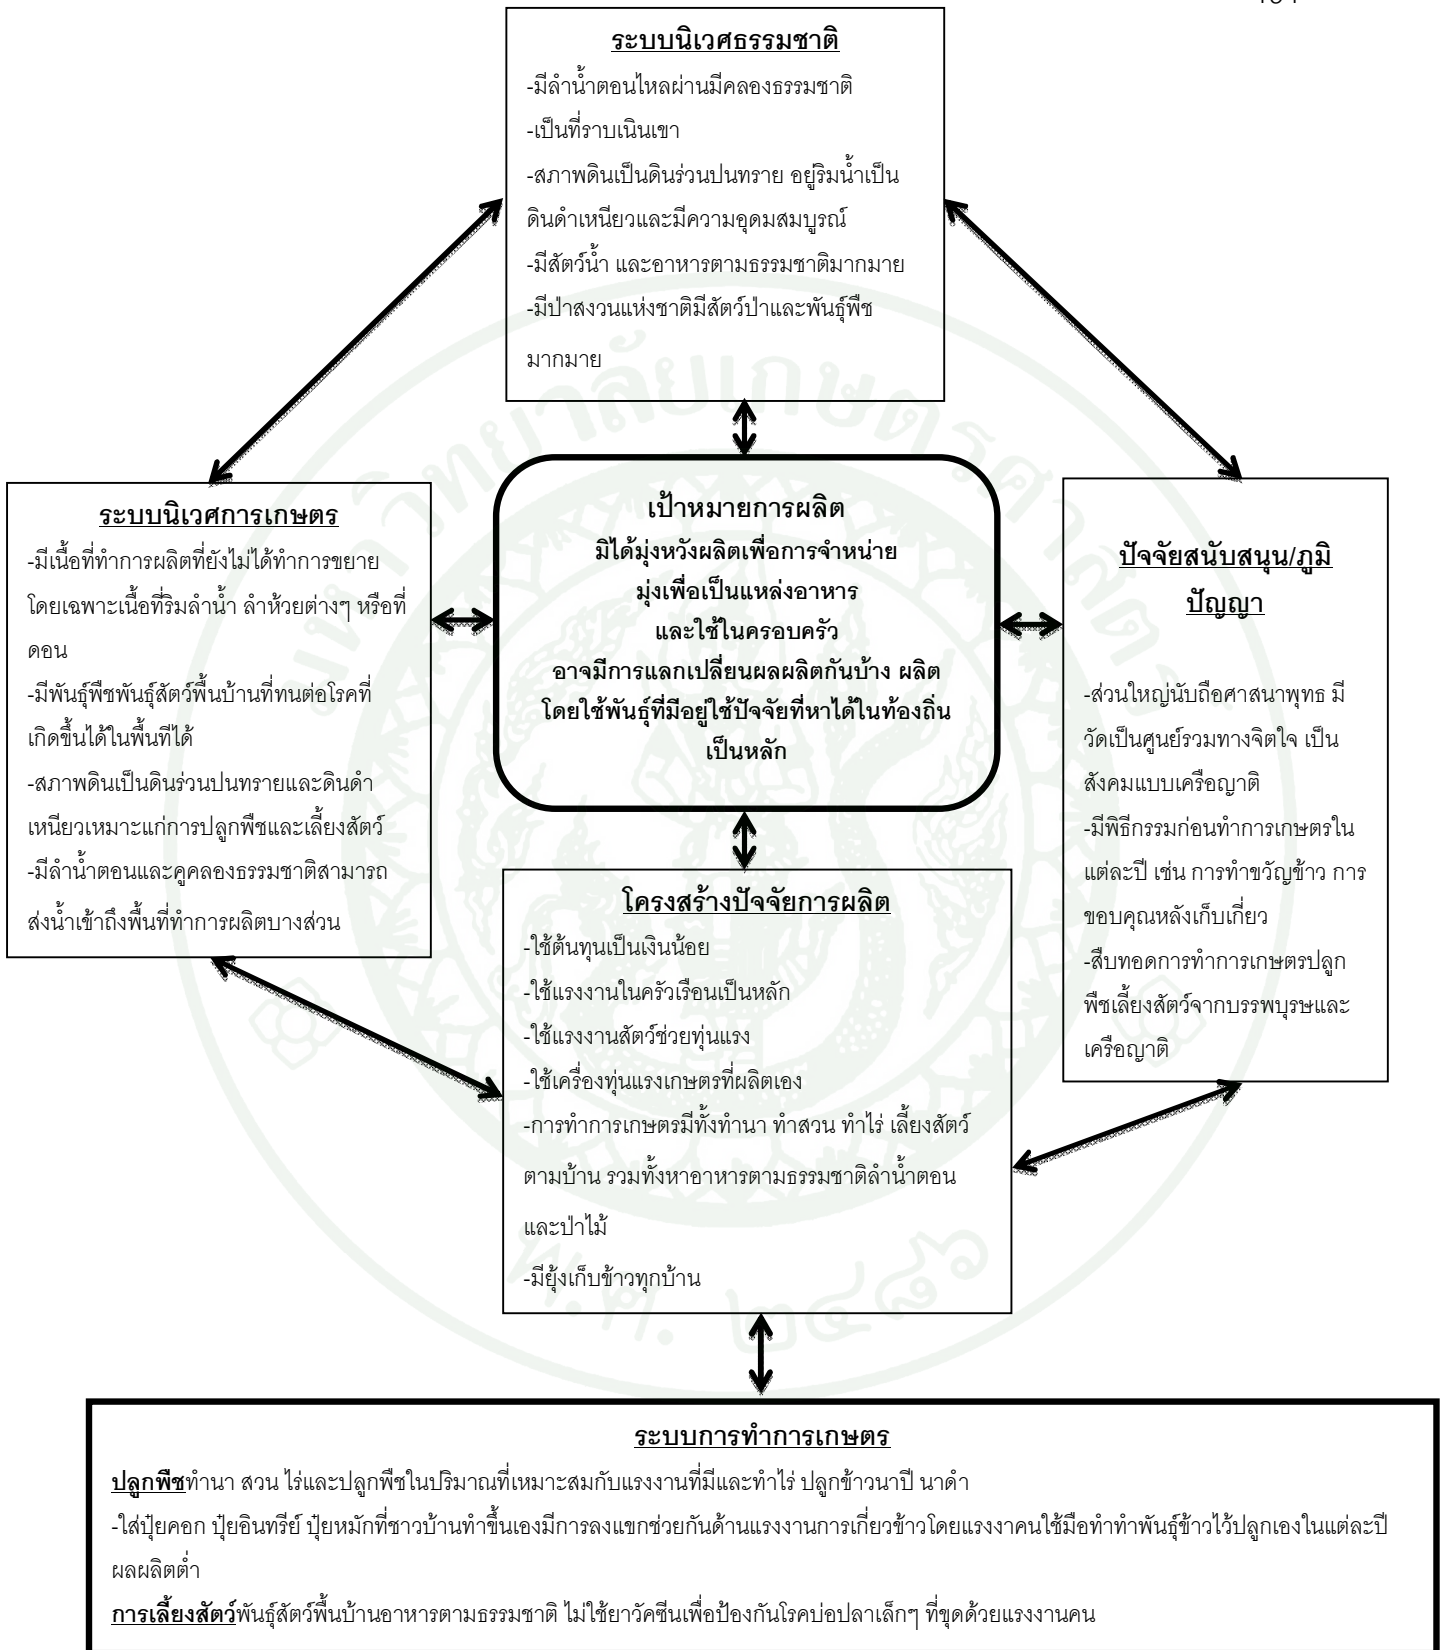 ระบบนิเวศธรรมชาติ
-มีลำน้ำตอนไหลผ่านมีคลองธรรมชาติ
-เป็นที่ราบเนินเขา
-สภาพดินเป็นดินร่วนปนทราย อยู่ริมน้ำเป็น
ดินดำเหนียวและมีความอุดมสมบูรณ์
-มีสัตว์น้ำ และอาหารตามธรรมชาติมากมาย
-มีป่าสงวนแห่งชาติมีสัตว์ป่าและพันธุ์พืช
มากมาย
ระบบนิเวศการเกษตร
-มีเนื้อที่ทำการผลิตที่ยังไม่ได้ทำการขยาย
โดยเฉพาะเนื้อที่ริมลำน้ำ ลำห้วยต่างๆ หรือที่
ดอน
-มีพันธุ์พืชพันธุ์สัตว์พื้นบ้านที่ทนต่อโรคที่
เกิดขึ้นได้ในพื้นที่ได้
-สภาพดินเป็นดินร่วนปนทรายและดินดำ
เหนียวเหมาะแก่การปลูกพืชและเลี้ยงสัตว์
-มีลำน้ำตอนและคูคลองธรรมชาติสามารถ
ส่งน้ำเข้าถึงพื้นที่ทำการผลิตบางส่วน
เป้าหมายการผลิต
มิได้มุ่งหวังผลิตเพื่อการจำหน่าย
มุ่งเพื่อเป็นแหล่งอาหาร
และใช้ในครอบครัว
อาจมีการแลกเปลี่ยนผลผลิตกันบ้าง ผลิต
โดยใช้พันธุ์ที่มีอยู่ใช้ปัจจัยที่หาได้ในท้องถิ่น
เป็นหลัก
ปัจจัยสนับสนุน/ภูมิ
ปัญญา
-ส่วนใหญ่นับถือศาสนาพุทธ มี
วัดเป็นศูนย์รวมทางจิตใจ เป็น
สังคมแบบเครือญาติ
-มีพิธีกรรมก่อนทำการเกษตรใน
แต่ละปี เช่น การทำขวัญข้าว การ
ขอบคุณหลังเก็บเกี่ยว
-สืบทอดการทำการเกษตรปลูก
พืชเลี้ยงสัตว์จากบรรพบุรุษและ
เครือญาติ
โครงสร้างปัจจัยการผลิต
-ใช้ต้นทุนเป็นเงินน้อย
-ใช้แรงงานในครัวเรือนเป็นหลัก
-ใช้แรงงานสัตว์ช่วยทุ่นแรง
-ใช้เครื่องทุ่นแรงเกษตรที่ผลิตเอง
-การทำการเกษตรมีทั้งทำนา ทำสวน ทำไร่ เลี้ยงสัตว์
ตามบ้าน รวมทั้งหาอาหารตามธรรมชาติลำน้ำตอน
และป่าไม้
-มียุ้งเก็บข้าวทุกบ้าน
ระบบการทำการเกษตร
ปลูกพืชทำนา สวน ไร่และปลูกพืชในปริมาณที่เหมาะสมกับแรงงานที่มีและทำไร่ ปลูกข้าวนาปี นาดำ
-ใส่ปุ๋ยคอก ปุ๋ยอินทรีย์ ปุ๋ยหมักที่ชาวบ้านทำขึ้นเองมีการลงแขกช่วยกันด้านแรงงานการเกี่ยวข้าวโดยแรงงาคนใช้มือทำทำพันธุ์ข้าวไว้ปลูกเองในแต่ละปี
ผลผลิตต่ำ
การเลี้ยงสัตว์พันธุ์สัตว์พื้นบ้านอาหารตามธรรมชาติ ไม่ใช้ยาวัคซีนเพื่อป้องกันโรคบ่อปลาเล็กๆ ที่ขุดด้วยแรงงานคน
มหาวิทยาลัยเกษตรศาสตร์
พ.ศ. ๒๔๘๖